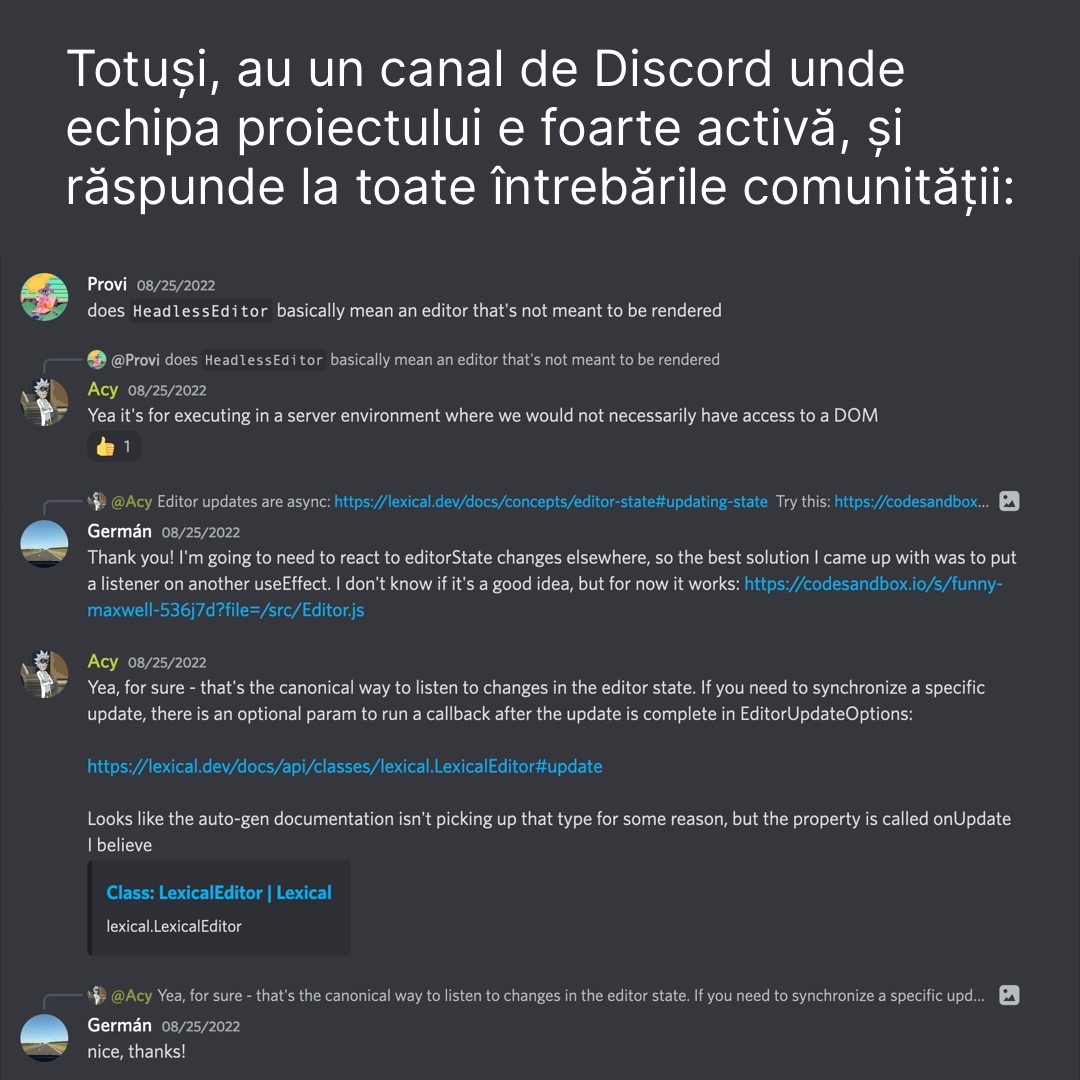 Totuși, au un canal de Discord unde
echipa proiectului e foarte activă, și
răspunde la toate întrebările comunității:
Provi 08/25/2022
does HeadlessEditor basically mean an editor that's not meant to be rendered
@Provi does HeadlessEditor basically mean an editor that's not meant to be rendered
Acy 08/25/2022
Yea it's for executing in a server environment where we would not necessarily have access to a DOM
👍 1
@Acy Editor updates are async: https://lexical.dev/docs/concepts/editor-state#updating-state Try this: https://codesandbox...
Germán 08/25/2022
Thank you! I'm going to need to react to editorState changes elsewhere, so the best solution I came up with was to put
a listener on another useEffect. I don't know if it's a good idea, but for now it works: https://codesandbox.io/s/funny-
maxwell-536j7d?file=/src/Editor.js
Acy 08/25/2022
Yea, for sure - that's the canonical way to listen to changes in the editor state. If you need to synchronize a specific
update, there is an optional param to run a callback after the update is complete in EditorUpdateOptions:
https://lexical.dev/docs/api/classes/lexical.LexicalEditor#update
Looks like the auto-gen documentation isn't picking up that type for some reason, but the property is called onUpdate
I believe
Class: LexicalEditor | Lexical
lexical.LexicalEditor
@Acy Yea, for sure - that's the canonical way to listen to changes in the editor state. If you need to synchronize a specific upd...
Germán 08/25/2022
nice, thanks!